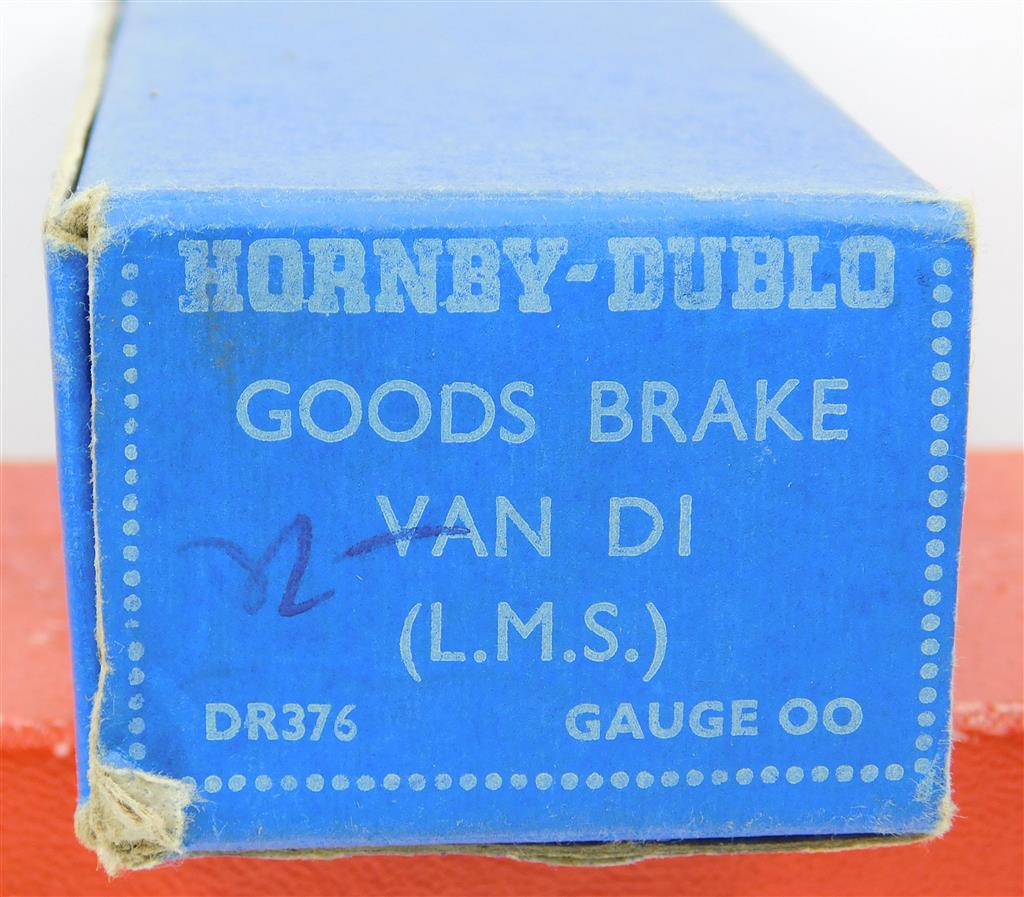 HORNBY-DUBLO
GOODS BRAKE
VAN DI
(L.M.S.)
DR376 GAUGE OO